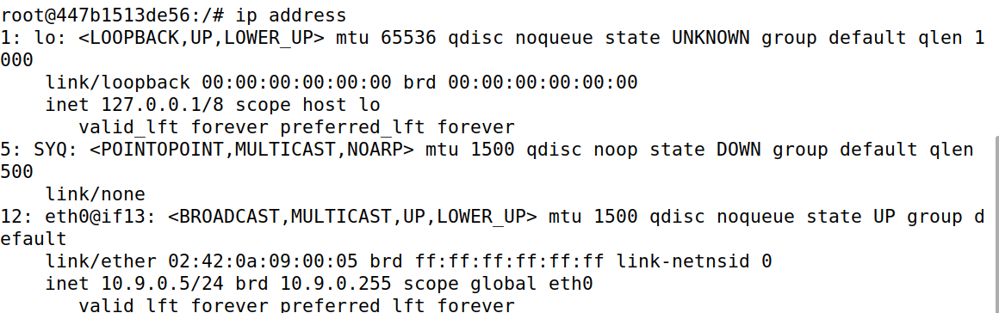 root@447b1513de56:/# ip address
1: lo: <LOOPBACK,UP,LOWER_UP> mtu 65536 qdisc noqueue state UNKNOWN group default qlen 1
000
    link/loopback 00:00:00:00:00:00 brd 00:00:00:00:00:00
    inet 127.0.0.1/8 scope host lo
       valid_lft forever preferred_lft forever
5: SYQ: <POINTOPOINT,MULTICAST,NOARP> mtu 1500 qdisc noop state DOWN group default qlen
500
    link/none
12: eth0@if13: <BROADCAST,MULTICAST,UP,LOWER_UP> mtu 1500 qdisc noqueue state UP group d
efault
    link/ether 02:42:0a:09:00:05 brd ff:ff:ff:ff:ff:ff link-netnsid 0
    inet 10.9.0.5/24 brd 10.9.0.255 scope global eth0
       valid_lft forever preferred_lft forever